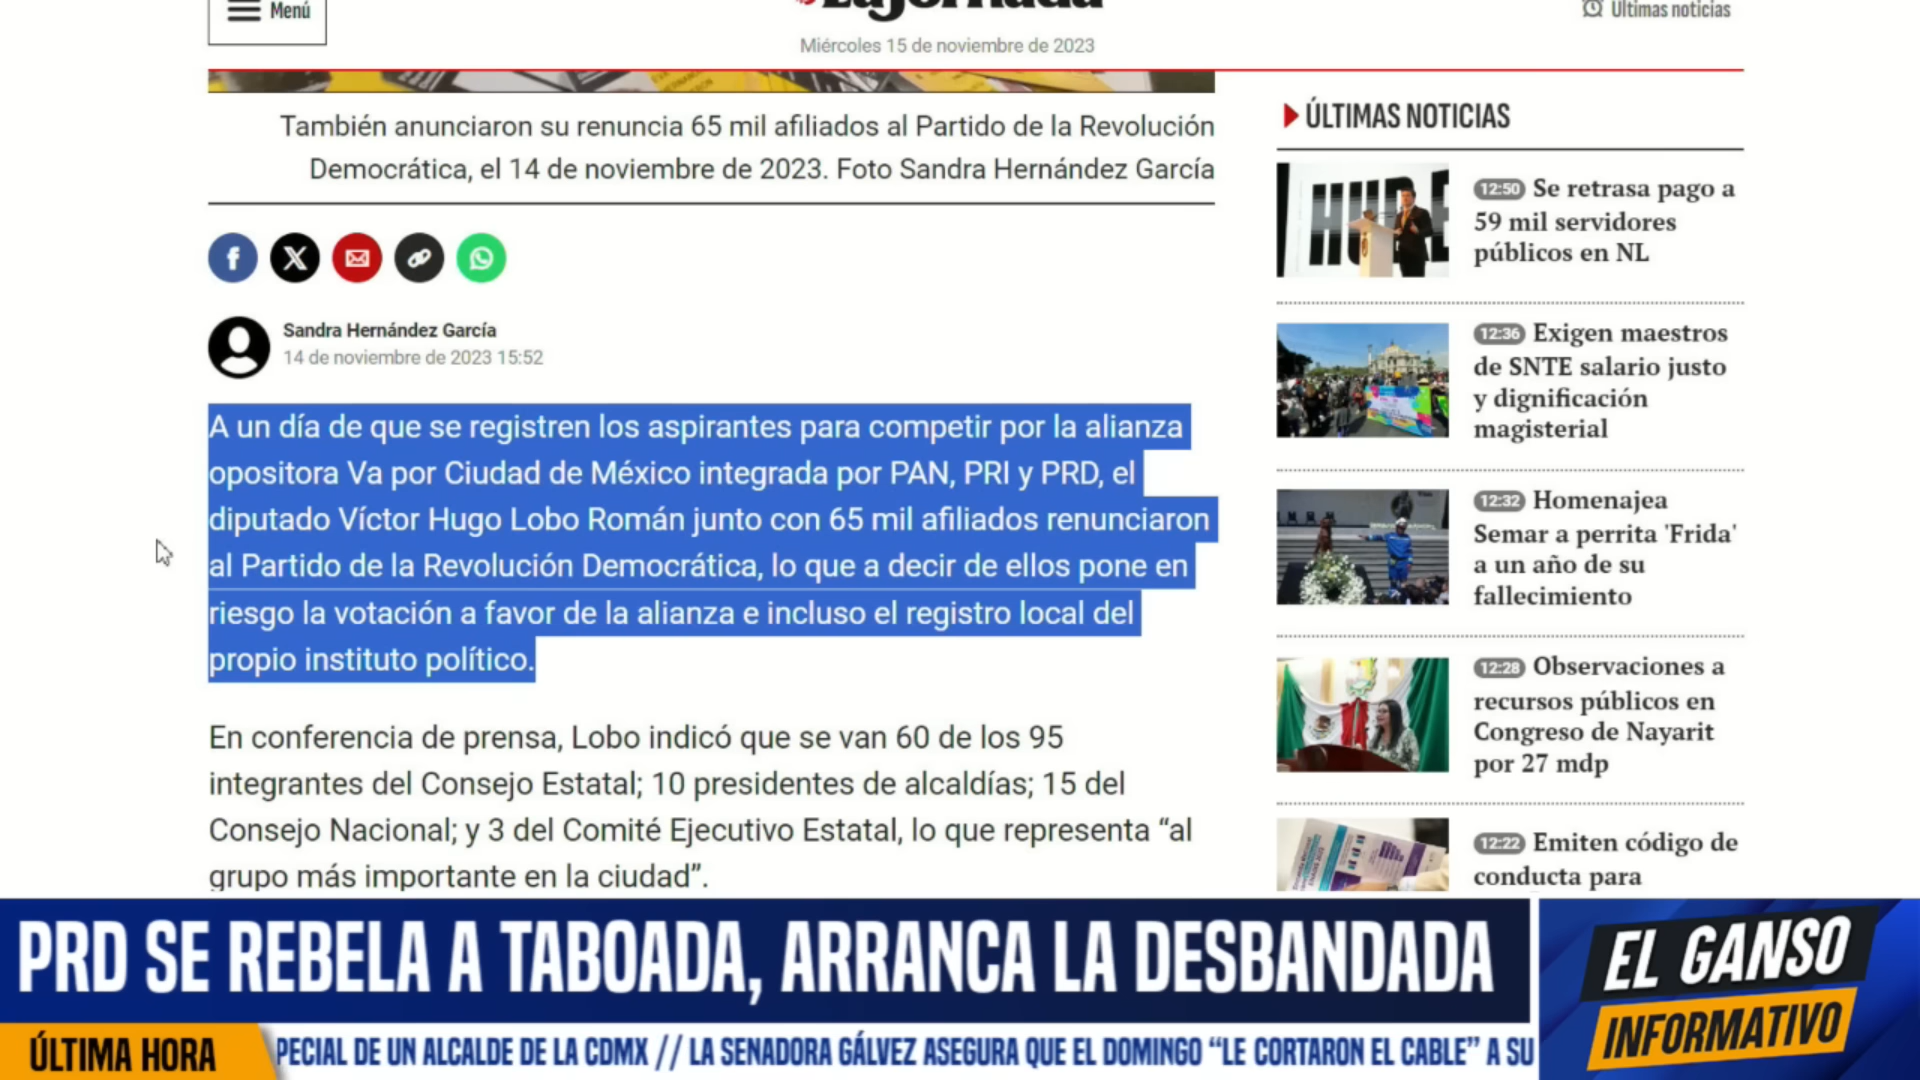 Menú
La Jornada
Últimas noticias
Miércoles 15 de noviembre de 2023
También anunciaron su renuncia 65 mil afiliados al Partido de la Revolución
Democrática, el 14 de noviembre de 2023. Foto Sandra Hernández García
Sandra Hernández García
14 de noviembre de 2023 15:52
A un día de que se registren los aspirantes para competir por la alianza
opositora Va por Ciudad de México integrada por PAN, PRI y PRD, el
diputado Víctor Hugo Lobo Román junto con 65 mil afiliados renunciaron
al Partido de la Revolución Democrática, lo que a decir de ellos pone en
riesgo la votación a favor de la alianza e incluso el registro local del
propio instituto político.
En conferencia de prensa, Lobo indicó que se van 60 de los 95
integrantes del Consejo Estatal; 10 presidentes de alcaldías; 15 del
Consejo Nacional; y 3 del Comité Ejecutivo Estatal, lo que representa “al
grupo más importante en la ciudad”.
ÚLTIMAS NOTICIAS
12:50 Se retrasa pago a
59 mil servidores
públicos en NL
12:36 Exigen maestros
de SNTE salario justo
y dignificación
magisterial
12:32 Homenajea
Semar a perrita 'Frida'
a un año de su
fallecimiento
12:28 Observaciones a
recursos públicos en
Congreso de Nayarit
por 27 mdp
12:22 Emiten código de
conducta para
PRD SE REBELA A TABOADA, ARRANCA LA DESBANDADA
EL GANSO
INFORMATIVO
ÚLTIMA HORA
PECIAL DE UN ALCALDE DE LA CDMX // LA SENADORA GÁLVEZ ASEGURA QUE EL DOMINGO “LE CORTARON EL CABLE” A SU